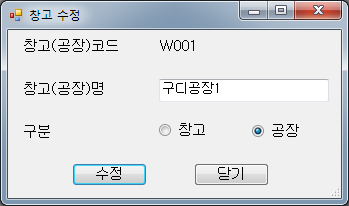 창고 수정
창고(공장)코드 W001
창고(공장)명 구디공장1
구분 창고 공장
수정 닫기